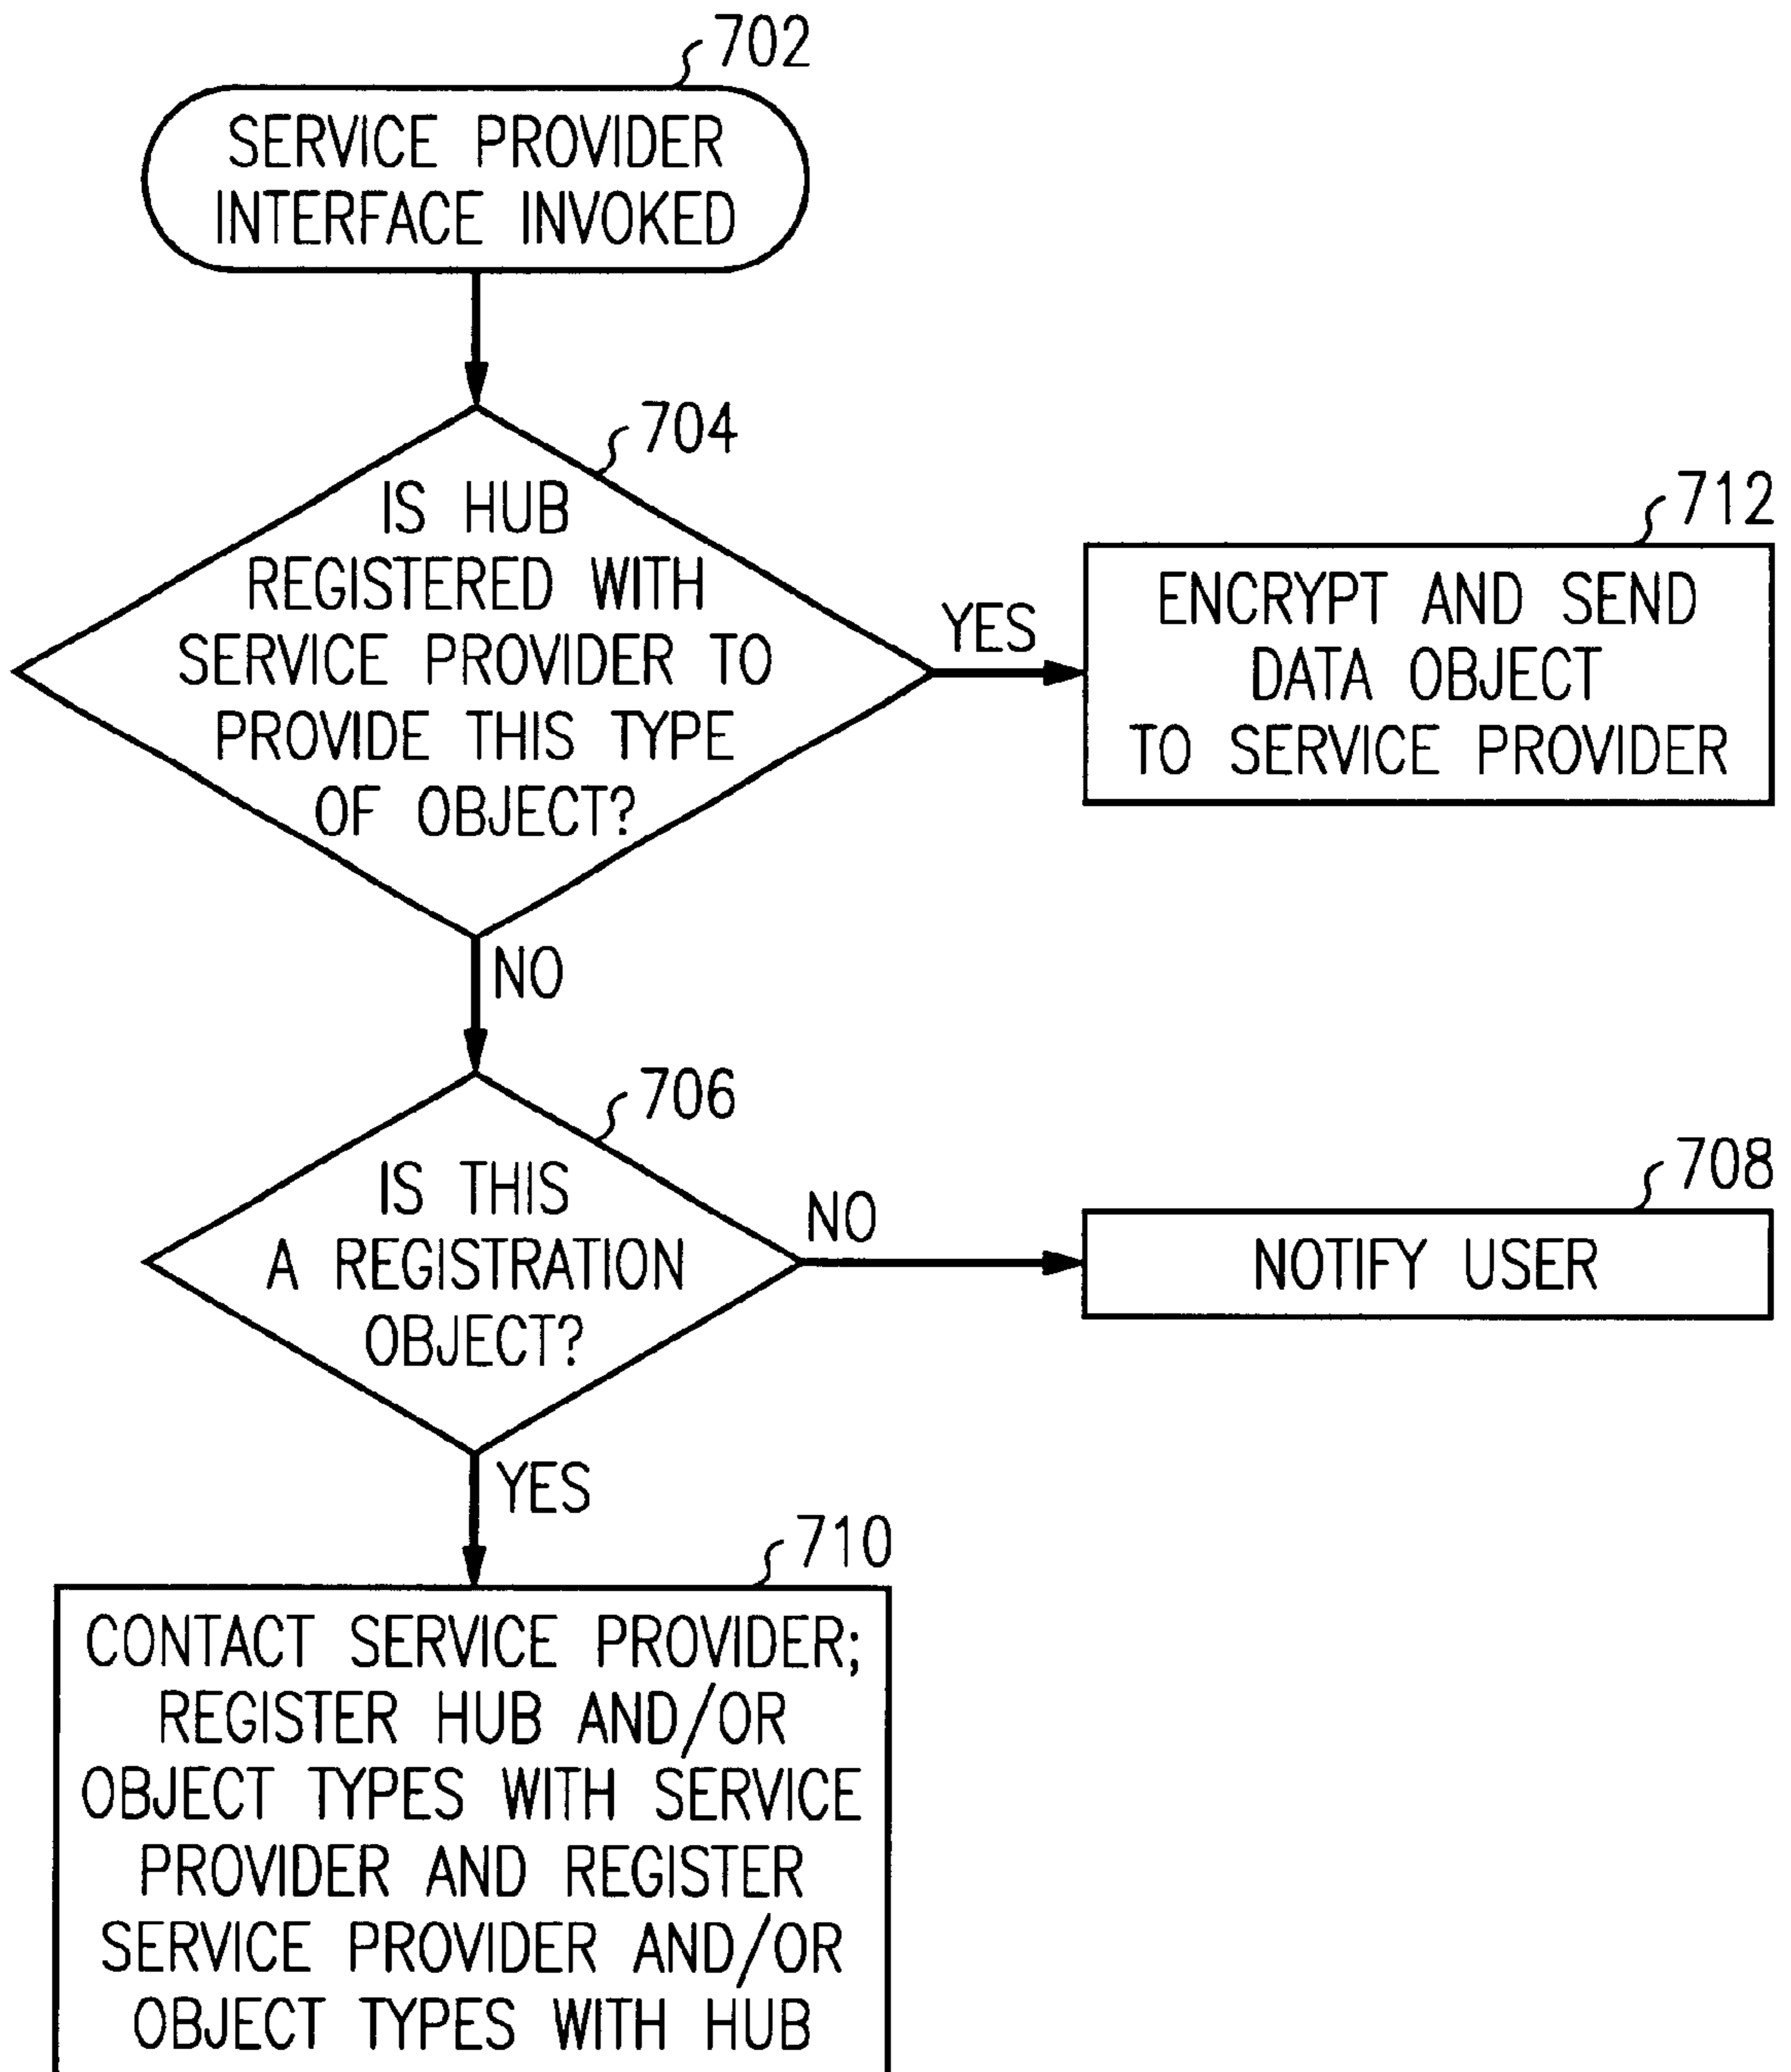 702
SERVICE PROVIDER
INTERFACE INVOKED
704
IS HUB
REGISTERED WITH
SERVICE PROVIDER TO
PROVIDE THIS TYPE
OF OBJECT?
YES
712
ENCRYPT AND SEND
DATA OBJECT
TO SERVICE PROVIDER
NO
706
IS THIS
A REGISTRATION
OBJECT?
NO
708
NOTIFY USER
YES
710
CONTACT SERVICE PROVIDER;
REGISTER HUB AND/OR
OBJECT TYPES WITH SERVICE
PROVIDER AND REGISTER
SERVICE PROVIDER AND/OR
OBJECT TYPES WITH HUB